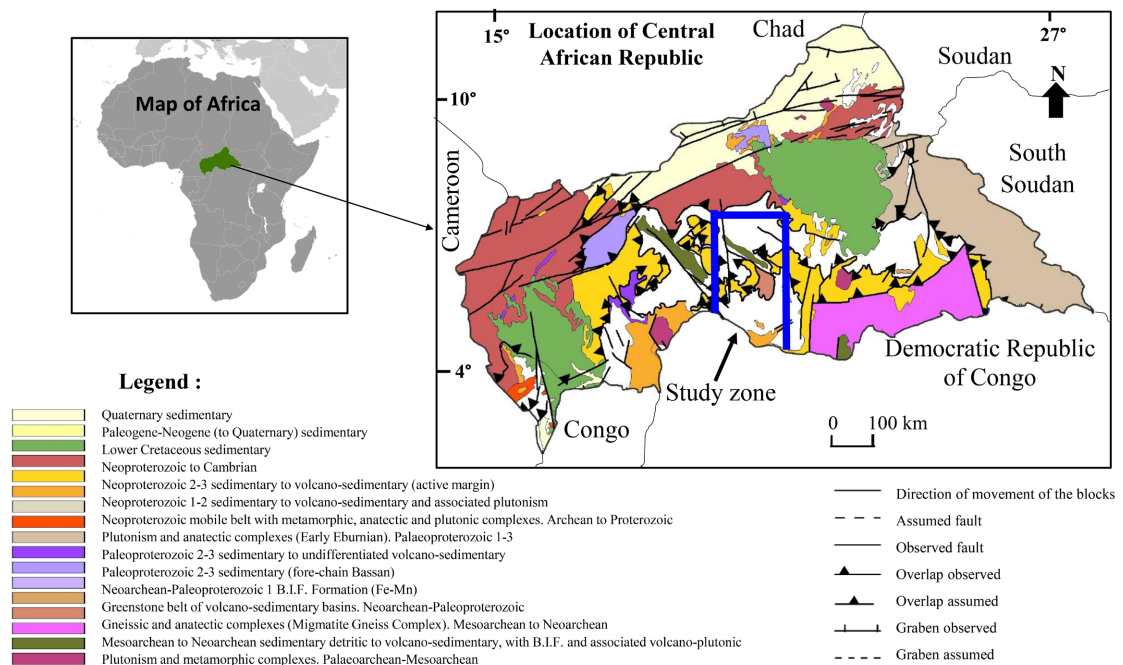 Map of Africa
15°
Location of Central
African Republic
Chad
27°
Soudan
N
10°
South
Soudan
Cameroon
4°
Democratic Republic
of Congo
Study zone
Congo
0 100 km
Legend :
Quaternary sedimentary
Paleogene-Neogene (to Quaternary) sedimentary
Lower Cretaceous sedimentary
Neoproterozoic to Cambrian
Neoproterozoic 2-3 sedimentary to volcano-sedimentary (active margin)
Neoproterozoic 1-2 sedimentary to volcano-sedimentary and associated plutonism
Neoproterozoic mobile belt with metamorphic, anatectic and plutonic complexes. Archean to Proterozoic
Plutonism and anatectic complexes (Early Eburnian). Palaeoproterozoic 1-3
Paleoproterozoic 2-3 sedimentary to undifferentiated volcano-sedimentary
Paleoproterozoic 2-3 sedimentary (fore-chain Bassan)
Neoarchean-Paleoproterozoic 1 B.I.F. Formation (Fe-Mn)
Greenstone belt of volcano-sedimentary basins. Neoarchean-Paleoproterozoic
Gneissic and anatectic complexes (Migmatite Gneiss Complex). Mesoarchean to Neoarchean
Mesoarchean to Neoarchean sedimentary detritic to volcano-sedimentary, with B.I.F. and associated volcano-plutonic
Plutonism and metamorphic complexes. Palaeoarchean-Mesoarchean
Direction of movement of the blocks
Assumed fault
Observed fault
Overlap observed
Overlap assumed
Graben observed
Graben assumed